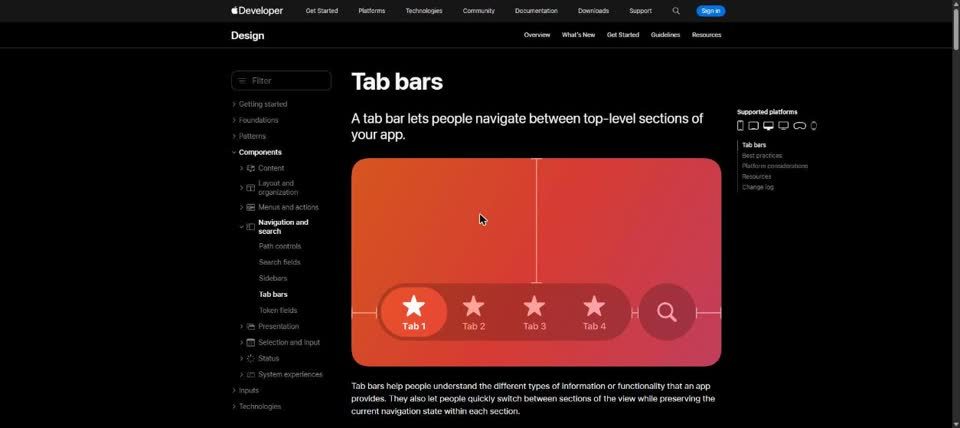 Developer
Get Started Platforms Technologies Community Documentation Downloads Support Sign in
Design
Overview What's New Get Started Guidelines Resources
Filter
Getting started
Foundations
Patterns
Components
Content
Layout and
organization
Menus and actions
Navigation and
search
Path controls
Search fields
Sidebars
Tab bars
Token fields
Presentation
Selection and input
Status
System experiences
Inputs
Technologies
Tab bars
A tab bar lets people navigate between top-level sections of
your app.
Tab 1 Tab 2 Tab 3 Tab 4
Tab bars help people understand the different types of information or functionality that an app
provides. They also let people quickly switch between sections of the view while preserving the
current navigation state within each section.
Supported platforms
Tab bars
Best practices
Platform considerations
Resources
Change log